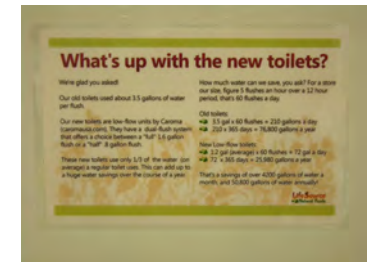 What's up with the new toilets?
We're glad you asked!
Our old toilets used about 3.5 gallons of water
per flush.
Our new toilets are low-flow units by Caroma
(caromausa.com). They have a dual-flush system
that offers a choice between a "full" 1.6 gallon
flush or a "half" .8 gallon flush.
These new toilets use only 1/3 of the water (on
average) a regular toilet uses. This can add up to
a huge water savings over the course of a year.
How much water can we save, you ask? For a store
our size, figure 5 flushes an hour over a 12 hour
period, that's 60 flushes a day.
Old toilets:
3.5 gal x 60 flushes = 210 gallons a day
210 x 365 days = 76,800 gallons a year
New Low-flow toilets:
1.2 gal (average) x 60 flushes = 72 gal a day
72 x 365 days = 25,980 gallons a year
That's a savings of over 4200 gallons of water a
month, and 50,800 gallons of water annually!
LifeSource
Natural Foods